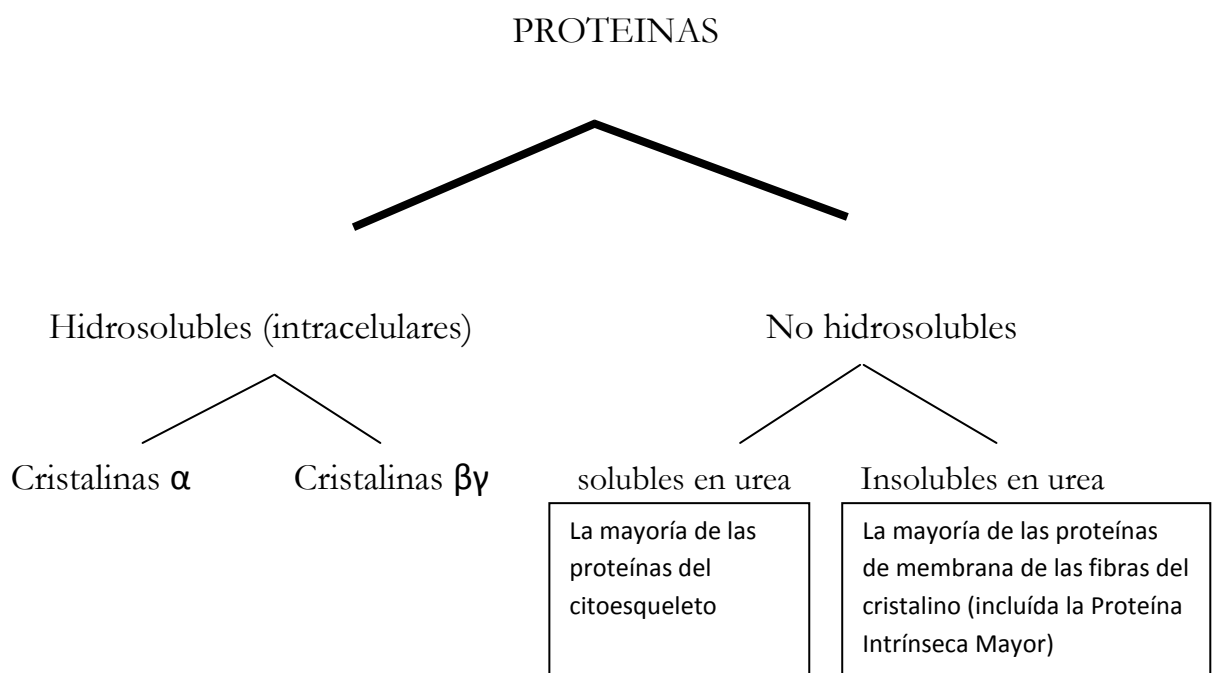 PROTEINAS
Hidrosolubles (intracelulares)
No hidrosolubles
Cristalinas α
Cristalinas βγ
solubles en urea
Insolubles en urea
La mayoría de las
proteínas del
citoesqueleto
La mayoría de las proteínas
de membrana de las fibras del
cristalino (incluída la Proteína
Intrínseca Mayor)